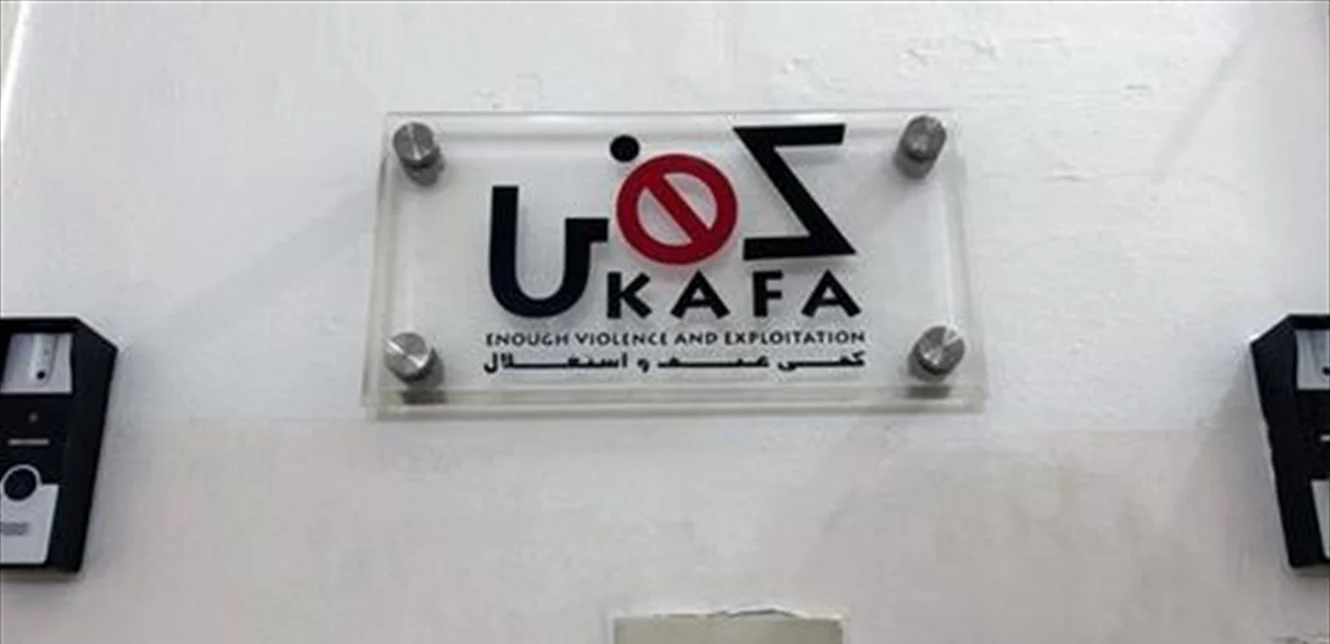 كفى
KAFA
ENOUGH VIOLENCE AND EXPLOITATION
كفى عنف و استغلال